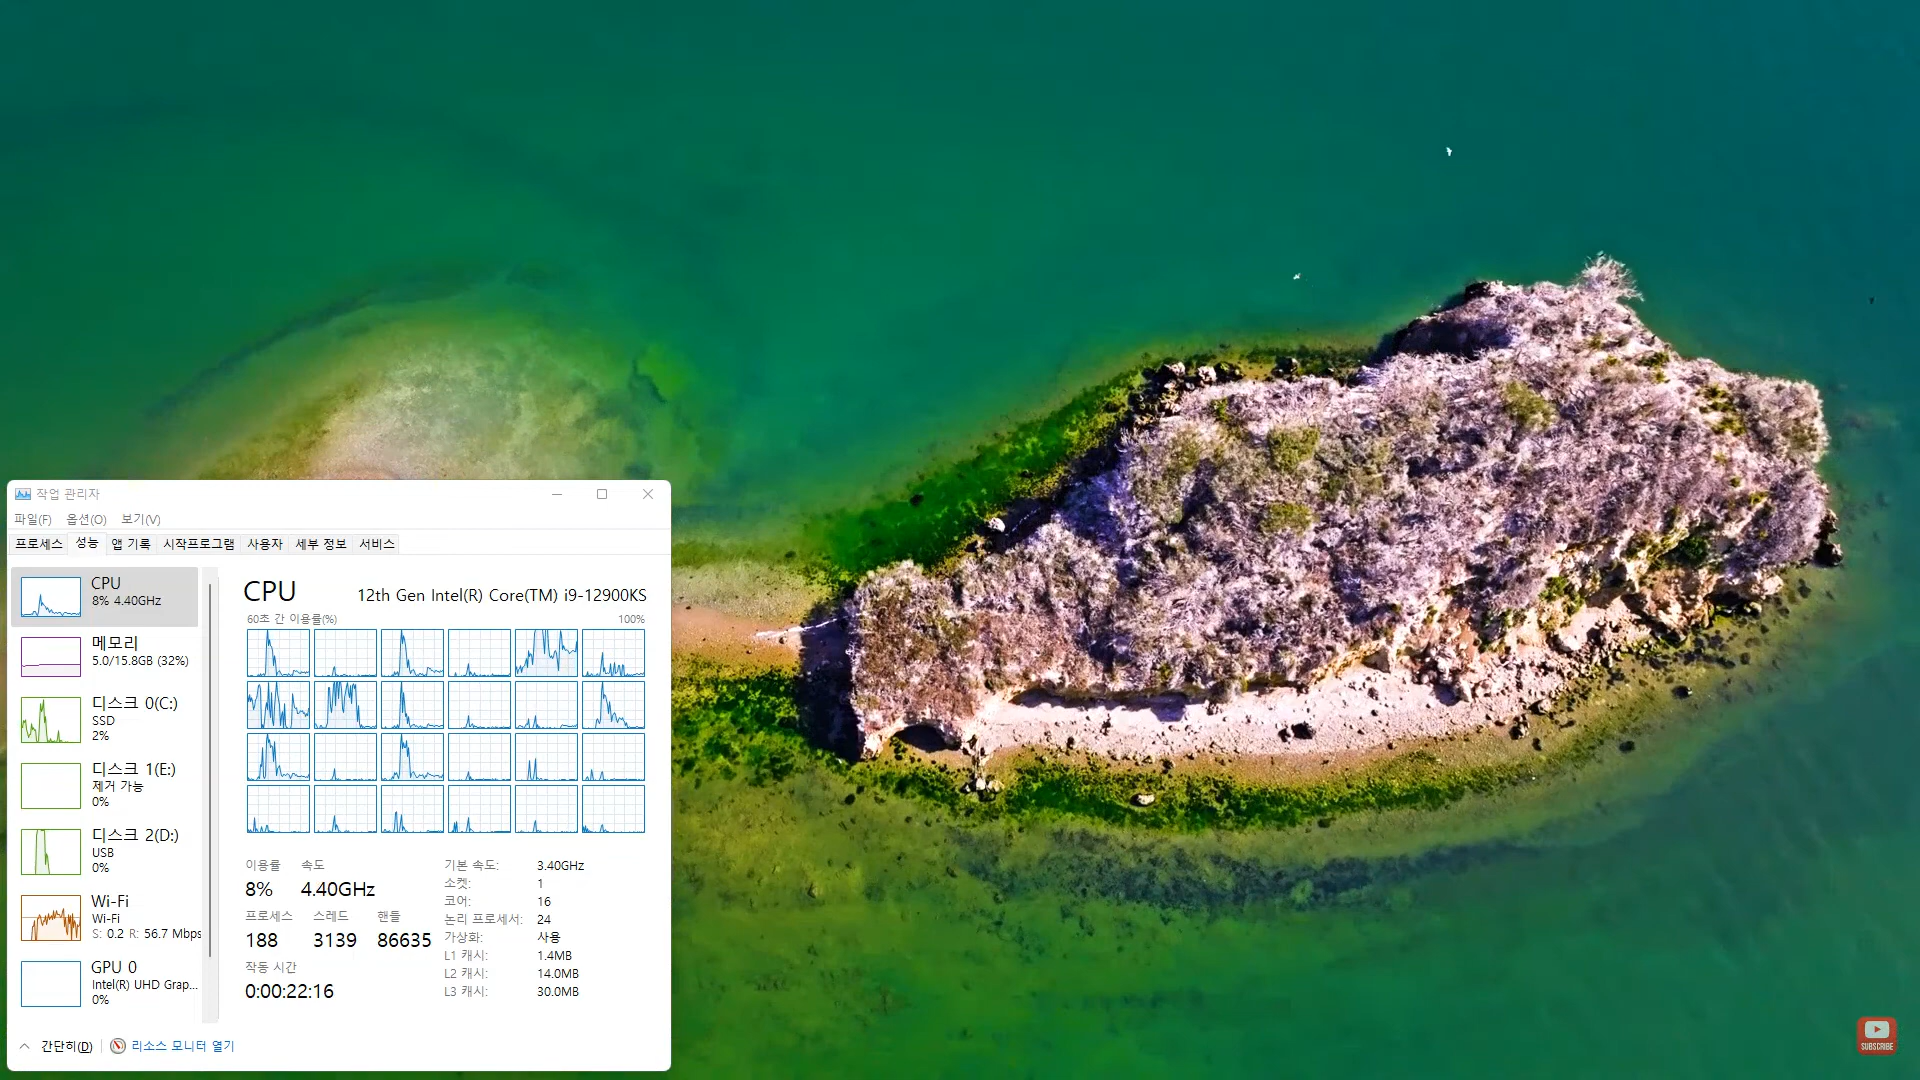 작업 관리자
파일(F) 옵션(O) 보기(V)
프로세스 성능 앱 기록 시작프로그램 사용자 세부 정보 서비스
CPU
8% 4.40GHz
메모리
5.0/15.8GB (32%)
디스크 0(C:)
SSD
2%
디스크 1(E:)
제거 가능
0%
디스크 2(D:)
USB
0%
Wi-Fi
Wi-Fi
S: 0.2 R: 56.7 Mbps
GPU 0
Intel(R) UHD Grap...
0%
CPU 12th Gen Intel(R) Core(TM) i9-12900KS
60초 간 이용률(%) 100%
이용률 속도
8% 4.40GHz
프로세스 스레드 핸들
188 3139 86635
작동 시간
0:00:22:16
기본 속도: 3.40GHz
소켓: 1
코어: 16
논리 프로세서: 24
가상화: 사용
L1 캐시: 1.4MB
L2 캐시: 14.0MB
L3 캐시: 30.0MB
간단히(D) 리소스 모니터 열기
SUBSCRIBE